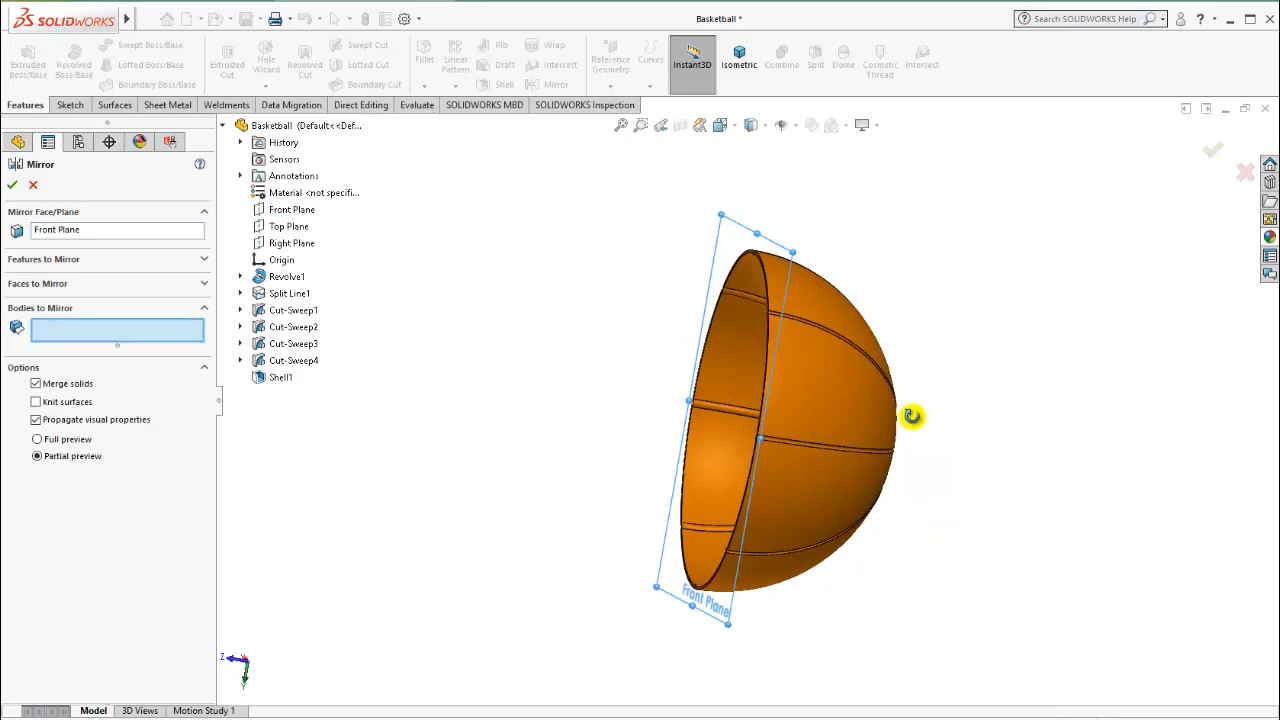 SOLIDWORKS
Basketball *
Search SOLIDWORKS Help
Extruded Boss/Base
Revolved Boss/Base
Swept Boss/Base
Lofted Boss/Base
Boundary Boss/Base
Extruded Cut
Hole Wizard
Revolved Cut
Swept Cut
Lofted Cut
Boundary Cut
Fillet
Linear Pattern
Rib
Draft
Shell
Wrap
Intersect
Mirror
Reference Geometry
Curves
Instant3D
Isometric
Combine
Split
Dome
Cosmetic Thread
Intersect
Features
Sketch
Surfaces
Sheet Metal
Weldments
Data Migration
Direct Editing
Evaluate
SOLIDWORKS MBD
SOLIDWORKS Inspection
Mirror
Mirror Face/Plane
Front Plane
Features to Mirror
Faces to Mirror
Bodies to Mirror
Options
Merge solids
Knit surfaces
Propagate visual properties
Full preview
Partial preview
Basketball (Default<<Def...
History
Sensors
Annotations
Material <not specifi...
Front Plane
Top Plane
Right Plane
Origin
Revolve1
Split Line1
Cut-Sweep1
Cut-Sweep2
Cut-Sweep3
Cut-Sweep4
Shell1
Front Plane
Z
Y
Model
3D Views
Motion Study 1